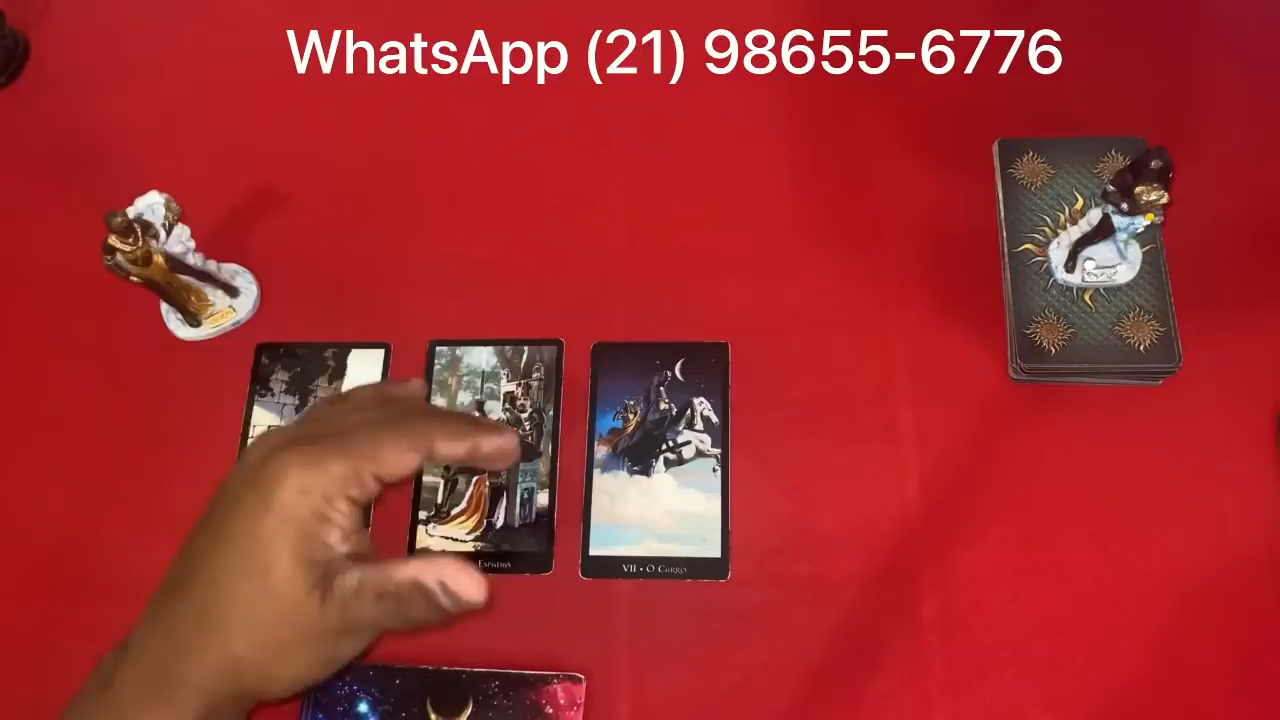 WhatsApp (21) 98655-6776
Espadas
VII • O Carro